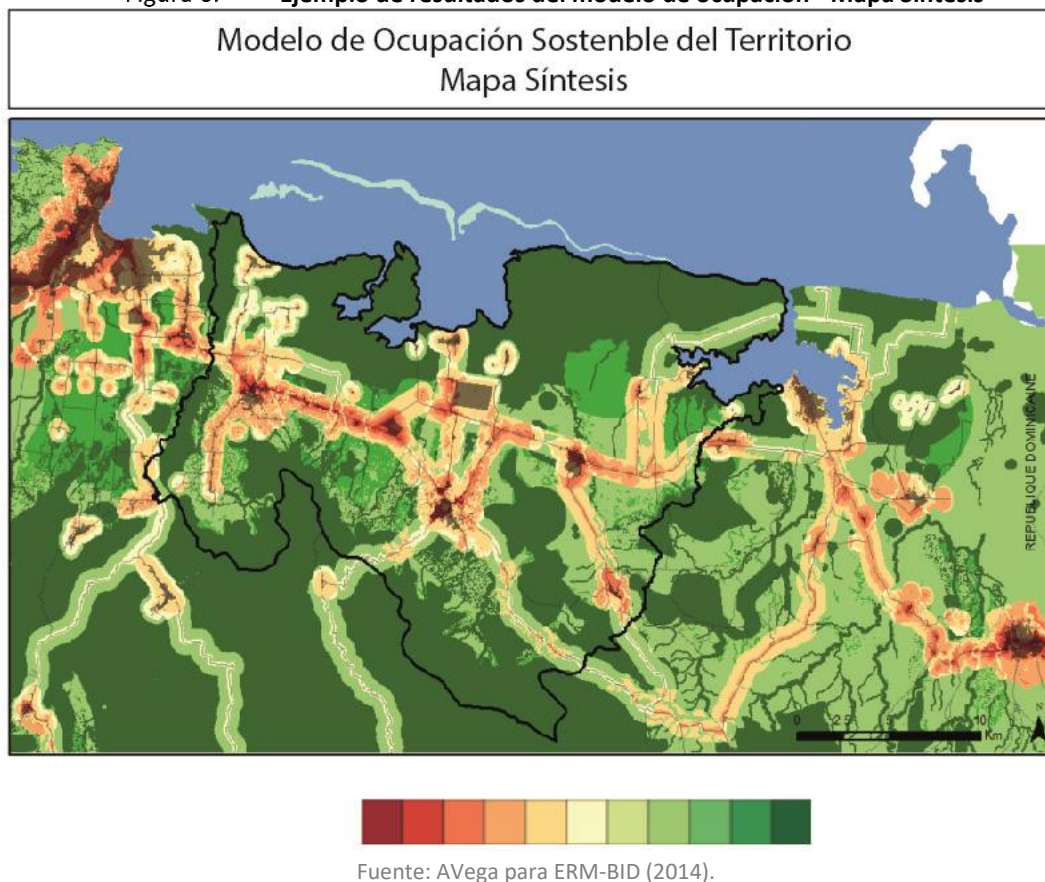 Modelo de Ocupación Sostenble del Territorio
Mapa Síntesis
REPUBLIQUE DOMINICAINE
N
0 2.5 5 10
Km
Fuente: AVega para ERM-BID (2014).